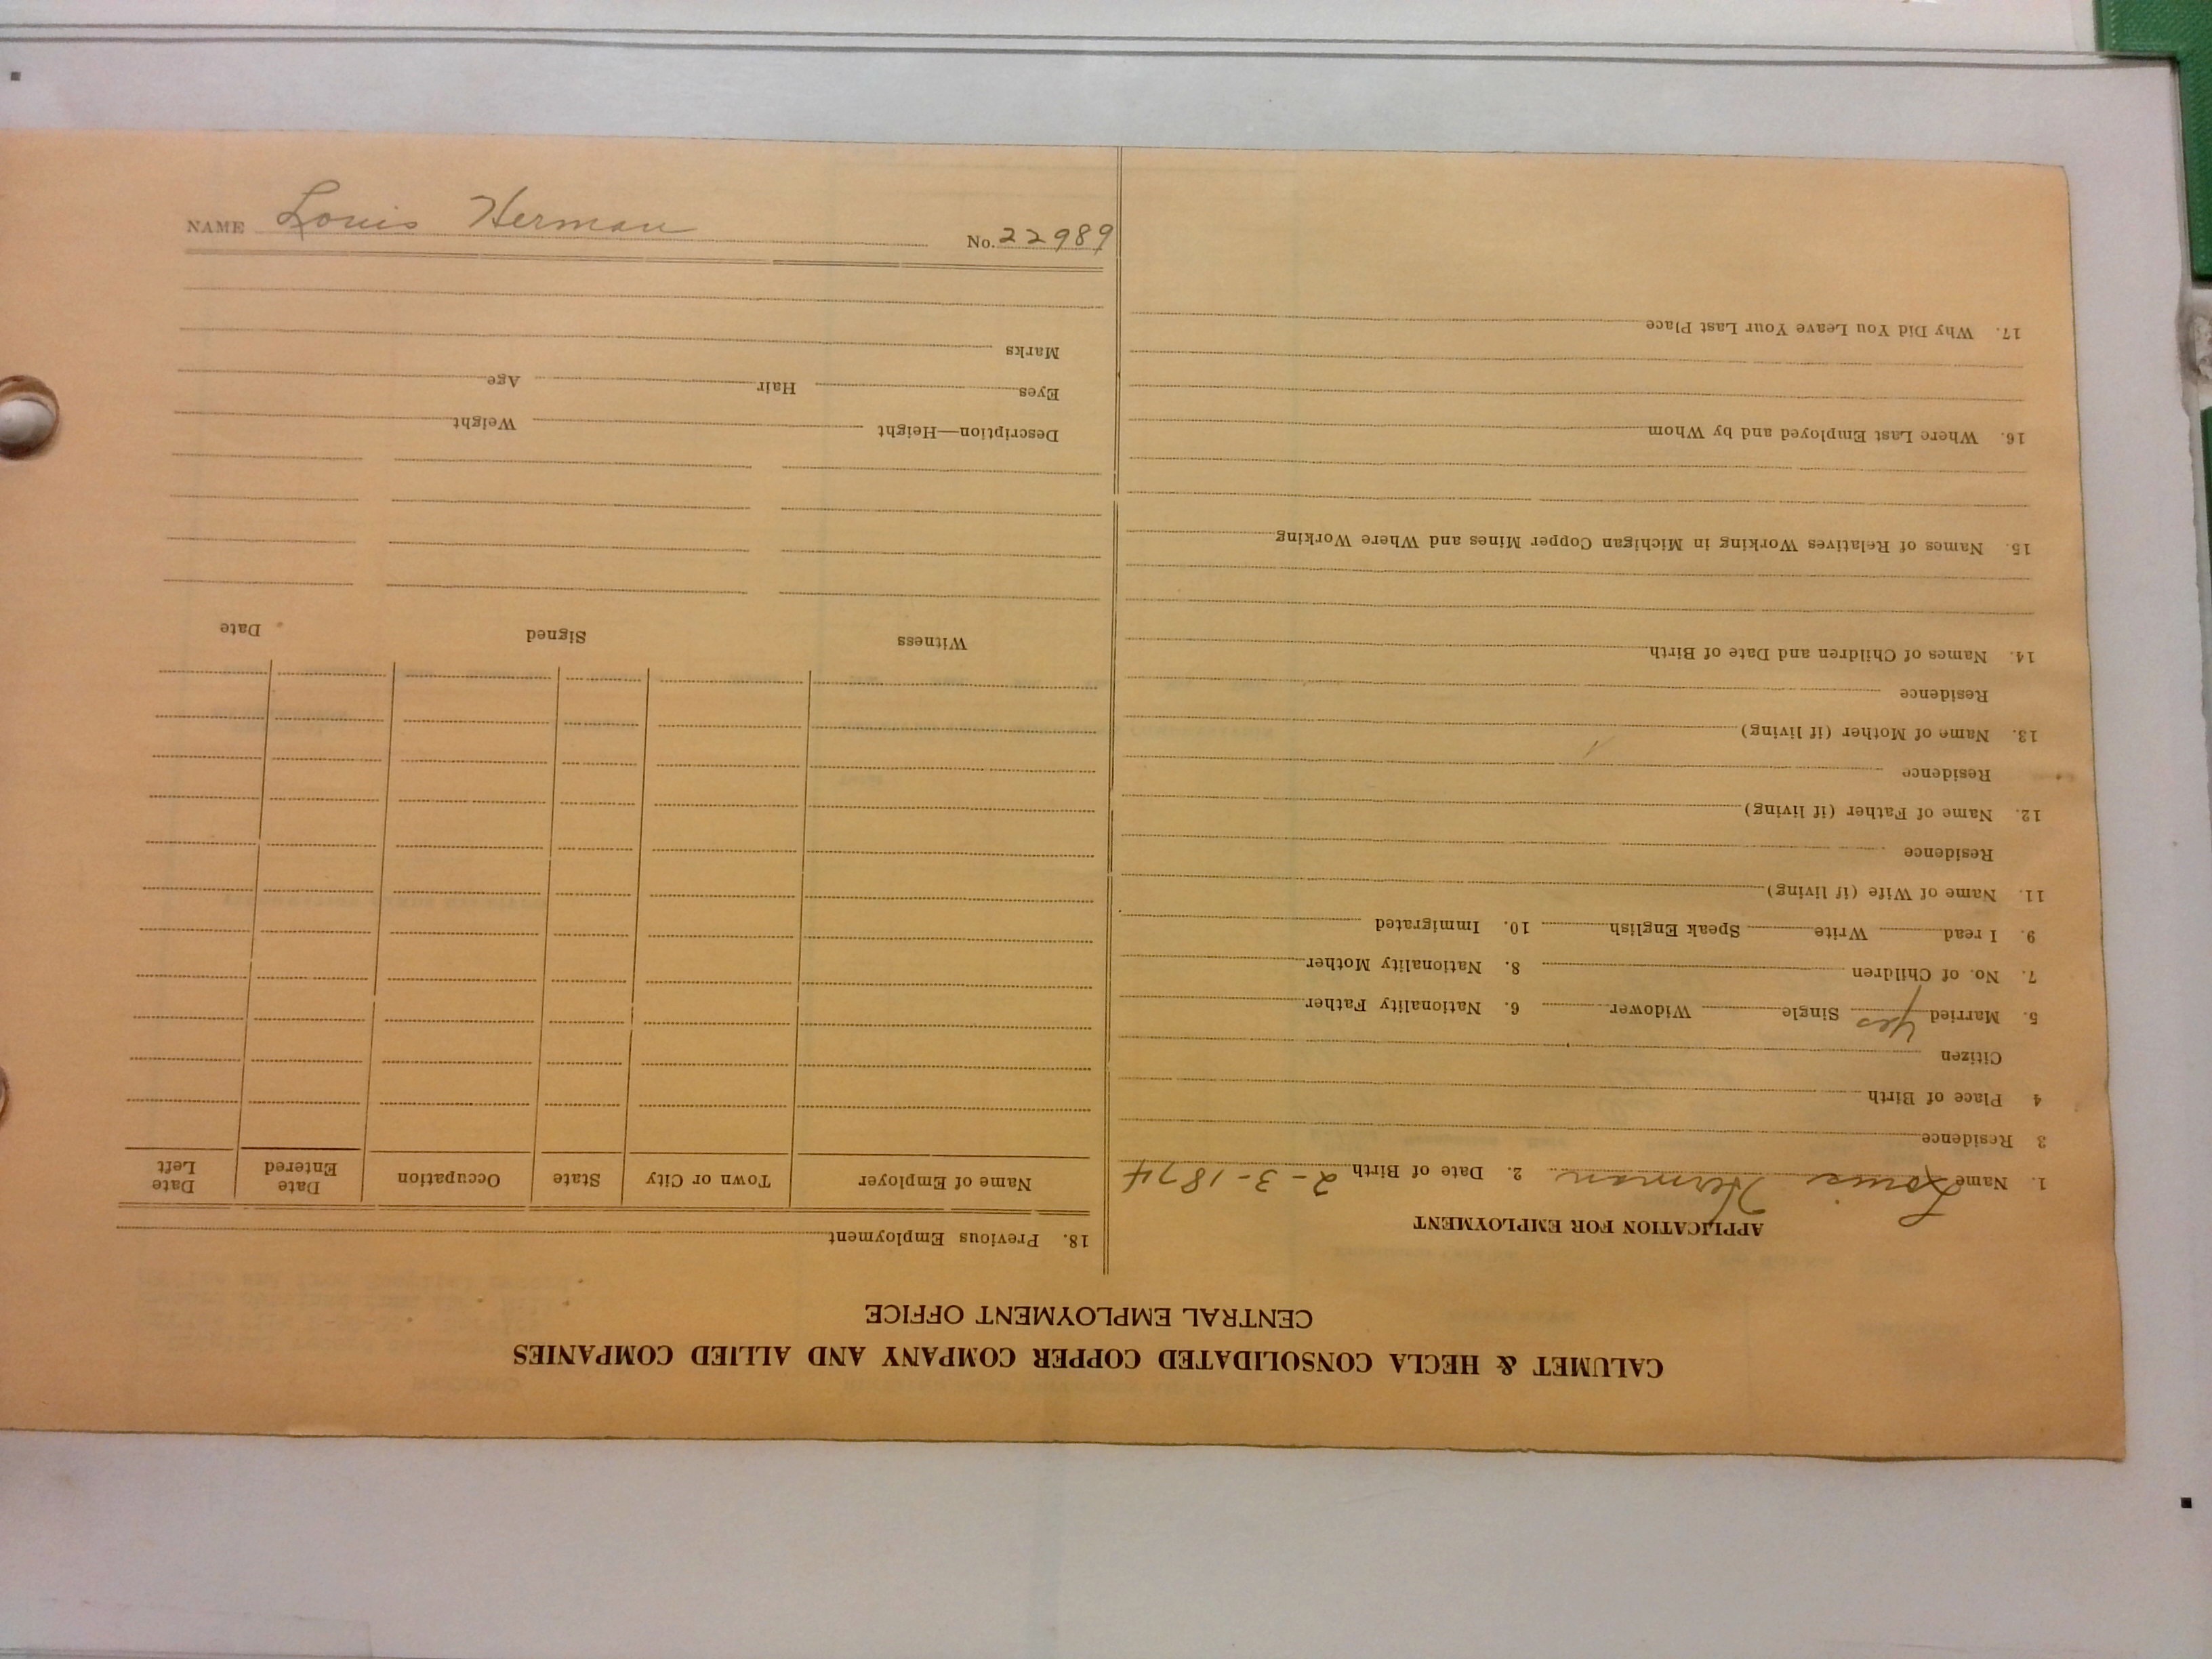 NAME Louis Herman No. 22989
CALUMET & HECLA CONSOLIDATED COPPER COMPANY AND ALLIED COMPANIES
CENTRAL EMPLOYMENT OFFICE
APPLICATION FOR EMPLOYMENT
1. Name Louis Herman 2. Date of Birth 2-3-1874
3 Residence
4 Place of Birth
Citizen
5. Married Yes Single Widower 6. Nationality Father
7. No. of Children 8. Nationality Mother
9. I read Write Speak English 10. Immigrated
11. Name of Wife (if living)
Residence
12. Name of Father (if living)
Residence
13. Name of Mother (if living)
Residence
14. Names of Children and Date of Birth
15. Names of Relatives Working in Michigan Copper Mines and Where Working
16. Where Last Employed and by Whom
17. Why Did You Leave Your Last Place
18. Previous Employment
Name of Employer Town or City State Occupation Date Entered Date Left
Witness Signed Date
Description—Height Weight
Eyes Hair Age
Marks